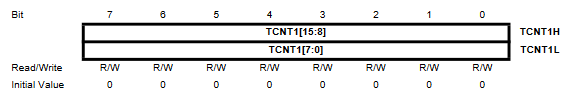 Bit 7 6 5 4 3 2 1 0
TCNT1[15:8] TCNT1H
TCNT1[7:0] TCNT1L
Read/Write R/W R/W R/W R/W R/W R/W R/W R/W
Initial Value 0 0 0 0 0 0 0 0